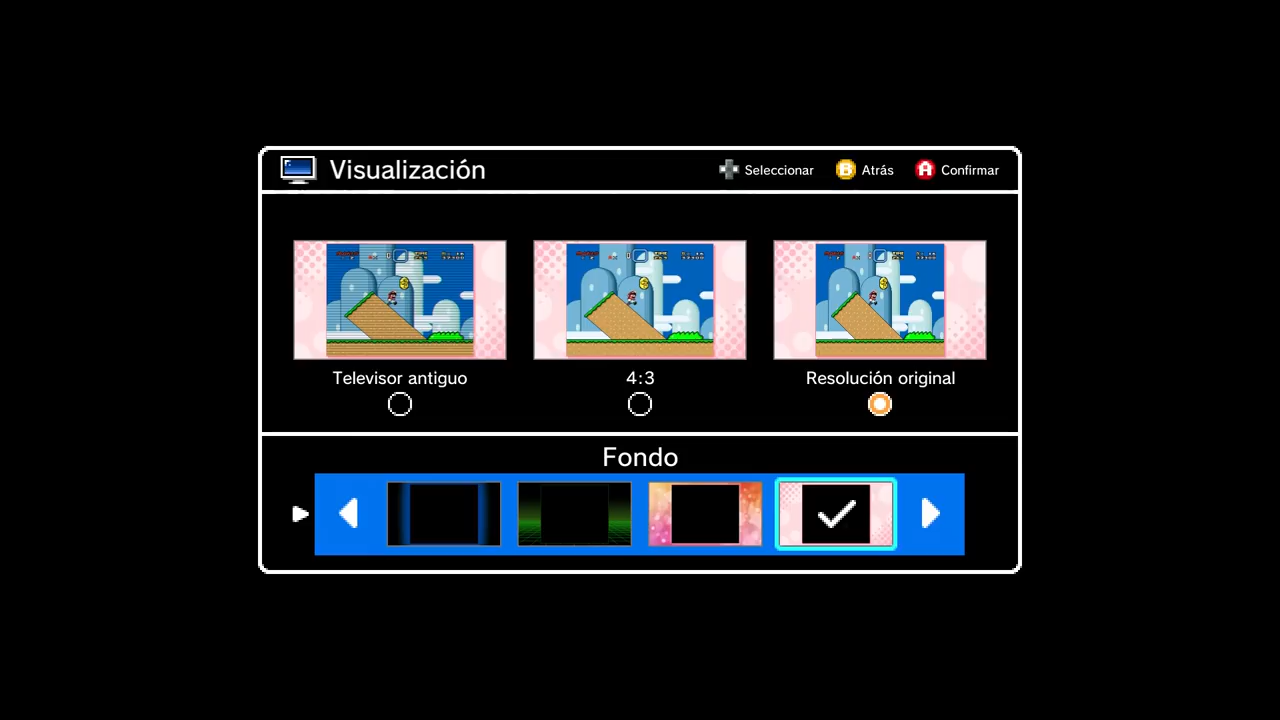 Visualización
Seleccionar
B Atrás
A Confirmar
Televisor antiguo
4:3
Resolución original
Fondo